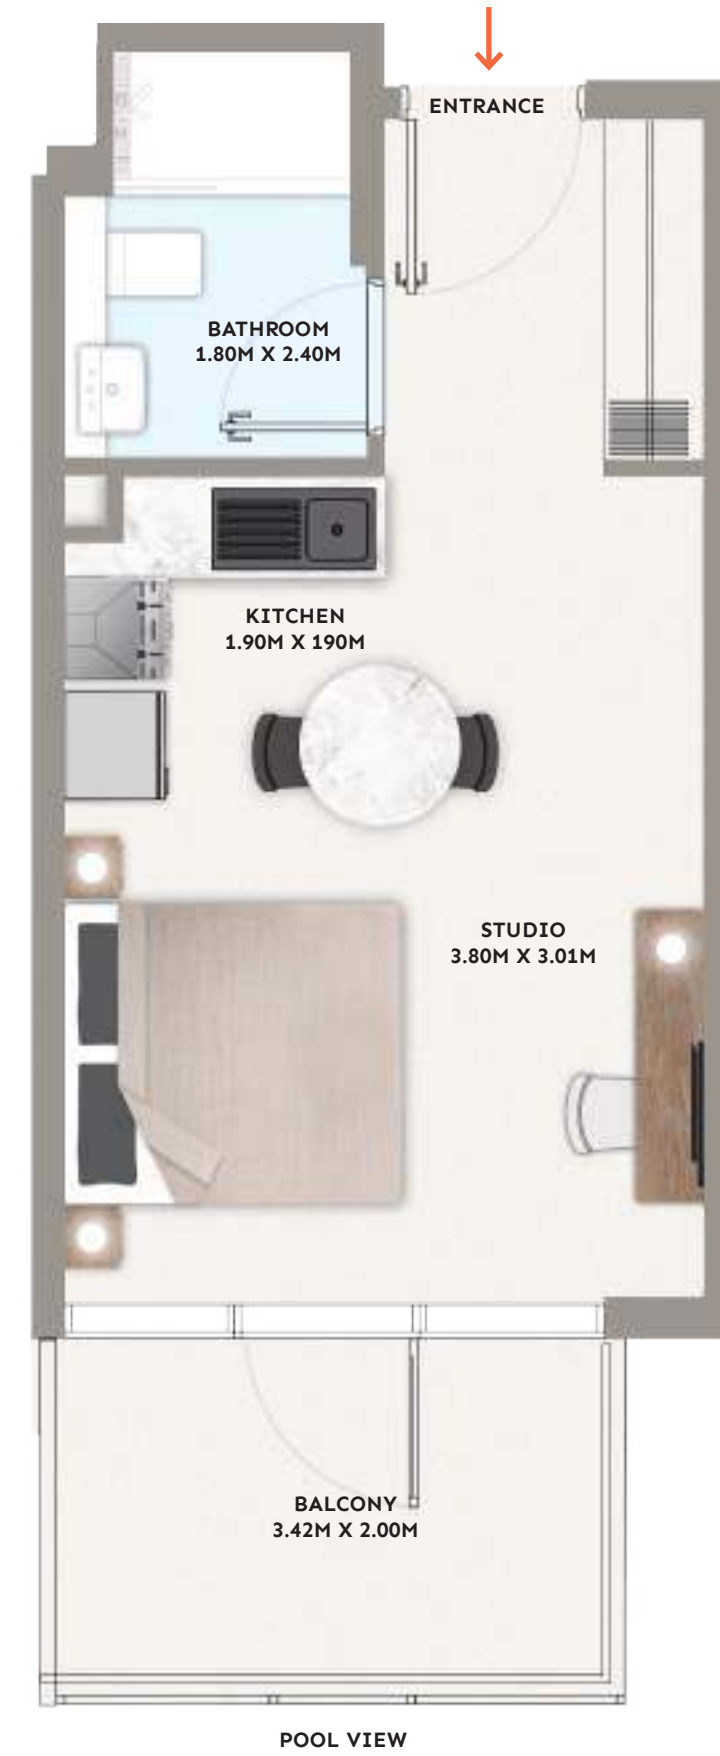 ENTRANCE
BATHROOM
1.80M X 2.40M
KITCHEN
1.90M X 190M
STUDIO
3.80M X 3.01M
BALCONY
3.42M X 2.00M
POOL VIEW